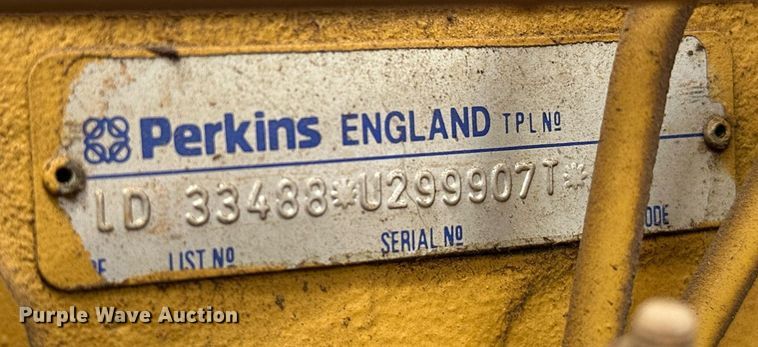 Perkins ENGLAND TPL Nº
LD 33488*U299907T*
LIST Nº SERIAL Nº ODE
Purple Wave Auction